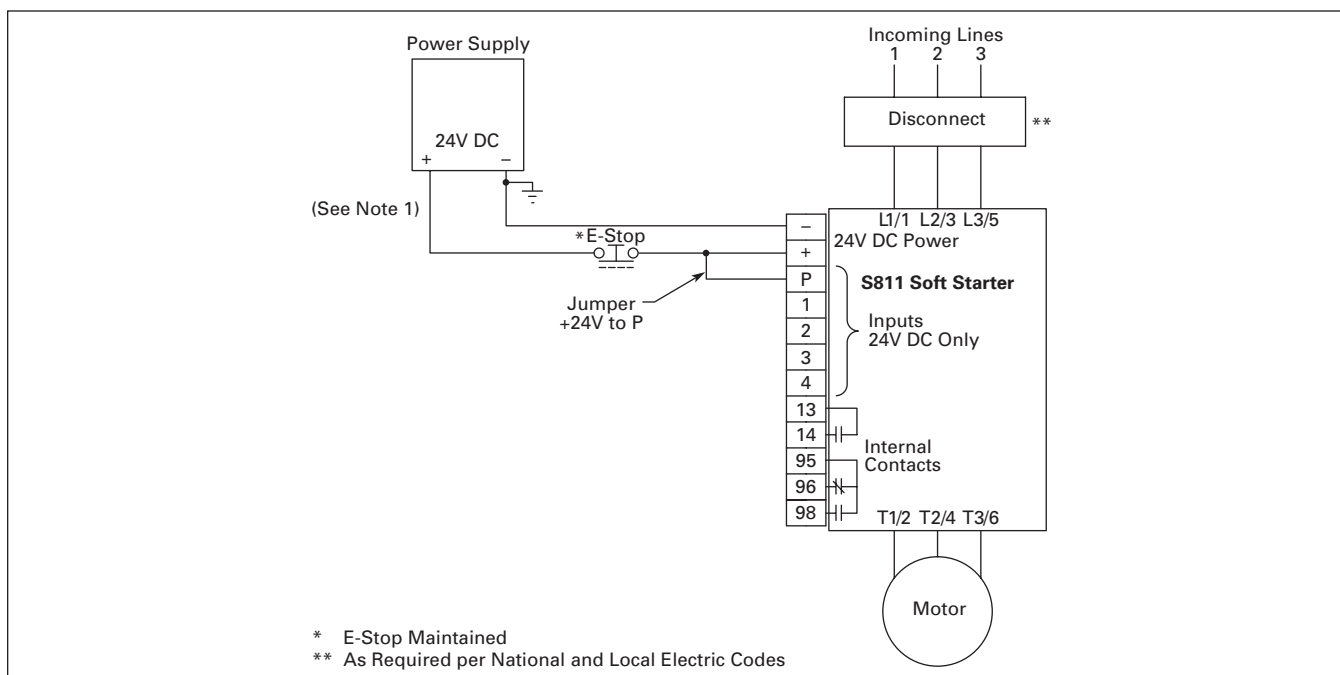 Incoming Lines
1 2 3
Power Supply
Disconnect **
24V DC
+ −
(See Note 1)
L1/1 L2/3 L3/5
−
24V DC Power
*E-Stop
+
P
S811 Soft Starter
Jumper
+24V to P
1
2
3
4
Inputs
24V DC Only
13
14
95
96
98
Internal
Contacts
T1/2 T2/4 T3/6
Motor
* E-Stop Maintained
** As Required per National and Local Electric Codes